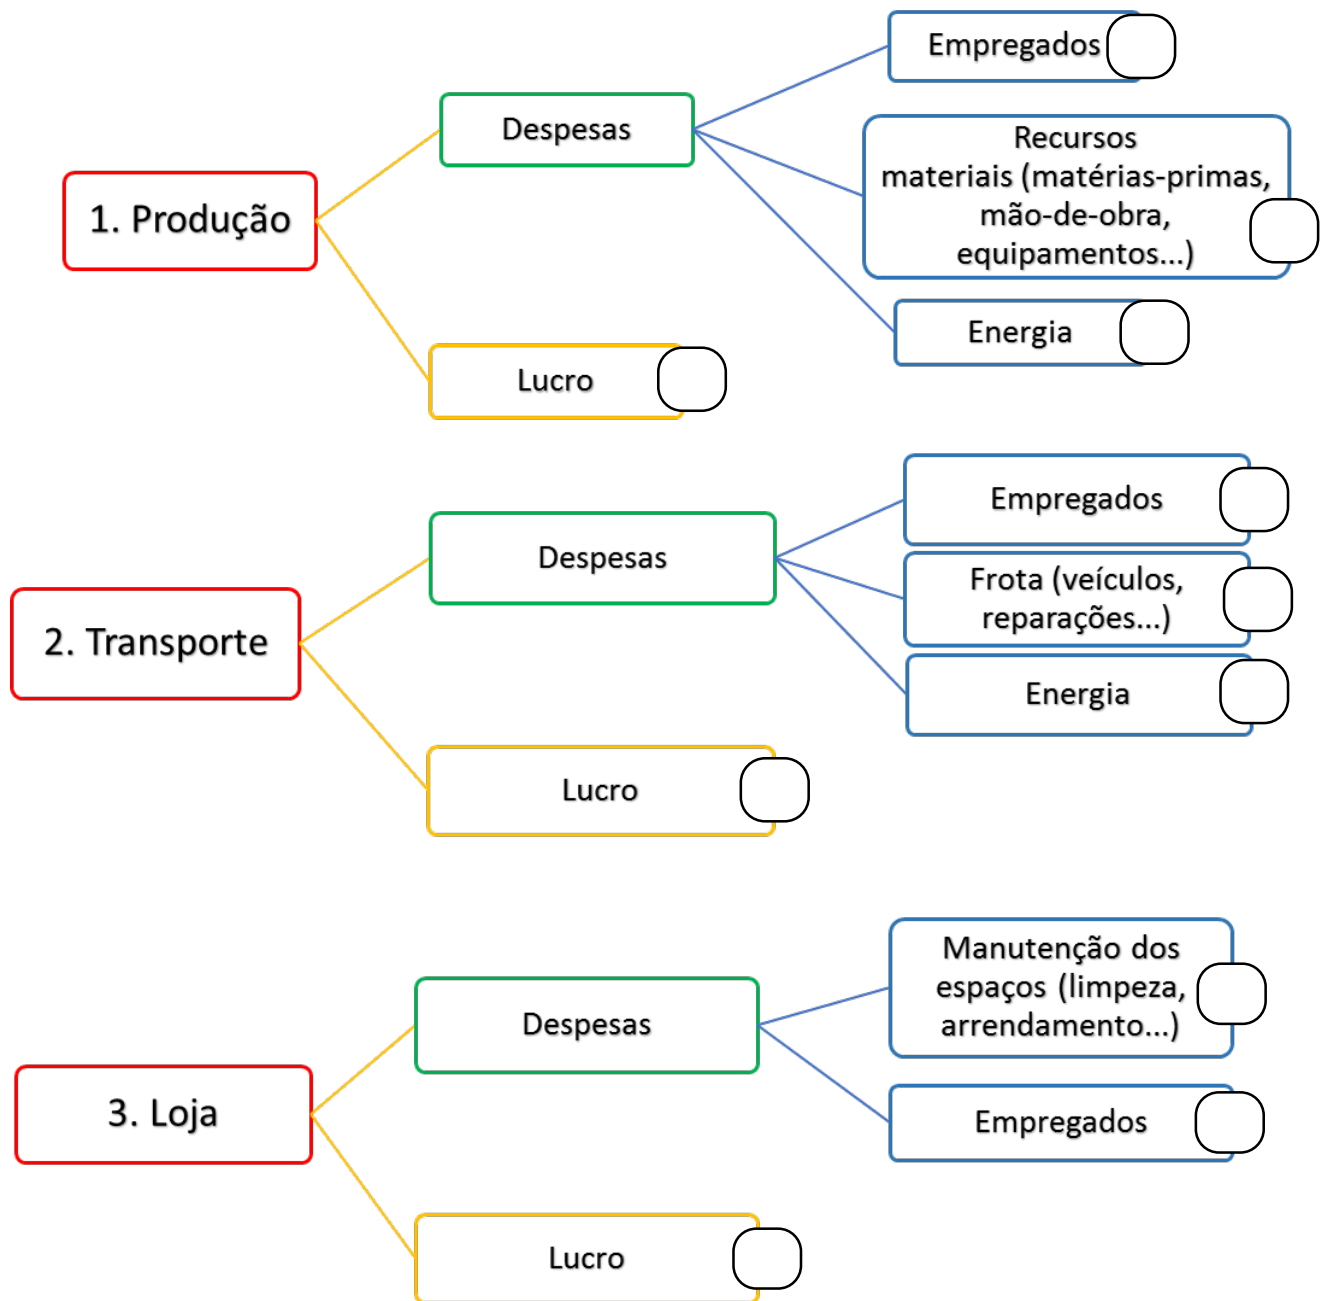 1. Produção
Despesas
Empregados
Recursos
materiais (matérias-primas,
mão-de-obra,
equipamentos...)
Energia
Lucro
2. Transporte
Despesas
Empregados
Frota (veículos,
reparações...)
Energia
Lucro
3. Loja
Despesas
Manutenção dos
espaços (limpeza,
arrendamento...)
Empregados
Lucro